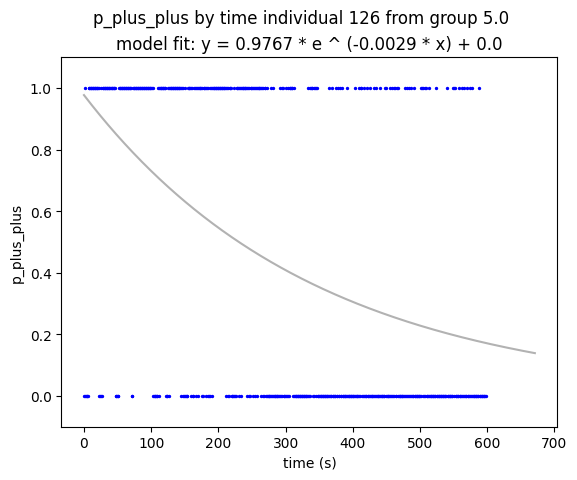 p_plus_plus by time individual 126 from group 5.0
model fit: y = 0.9767 * e ^ (-0.0029 * x) + 0.0
1.0
0.8
0.6
0.4
0.2
0.0
p_plus_plus
0 100 200 300 400 500 600 700
time (s)